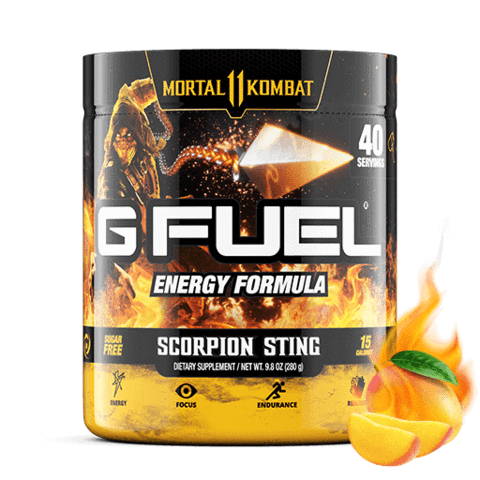 MORTAL 11 KOMBAT
40
SERVINGS
G FUEL
ENERGY FORMULA
SUGAR
FREE
SCORPION STING
15
DIETARY SUPPLEMENT / NET WT. 9.8 OZ (280 g)
ENERGY
FOCUS
ENDURANCE